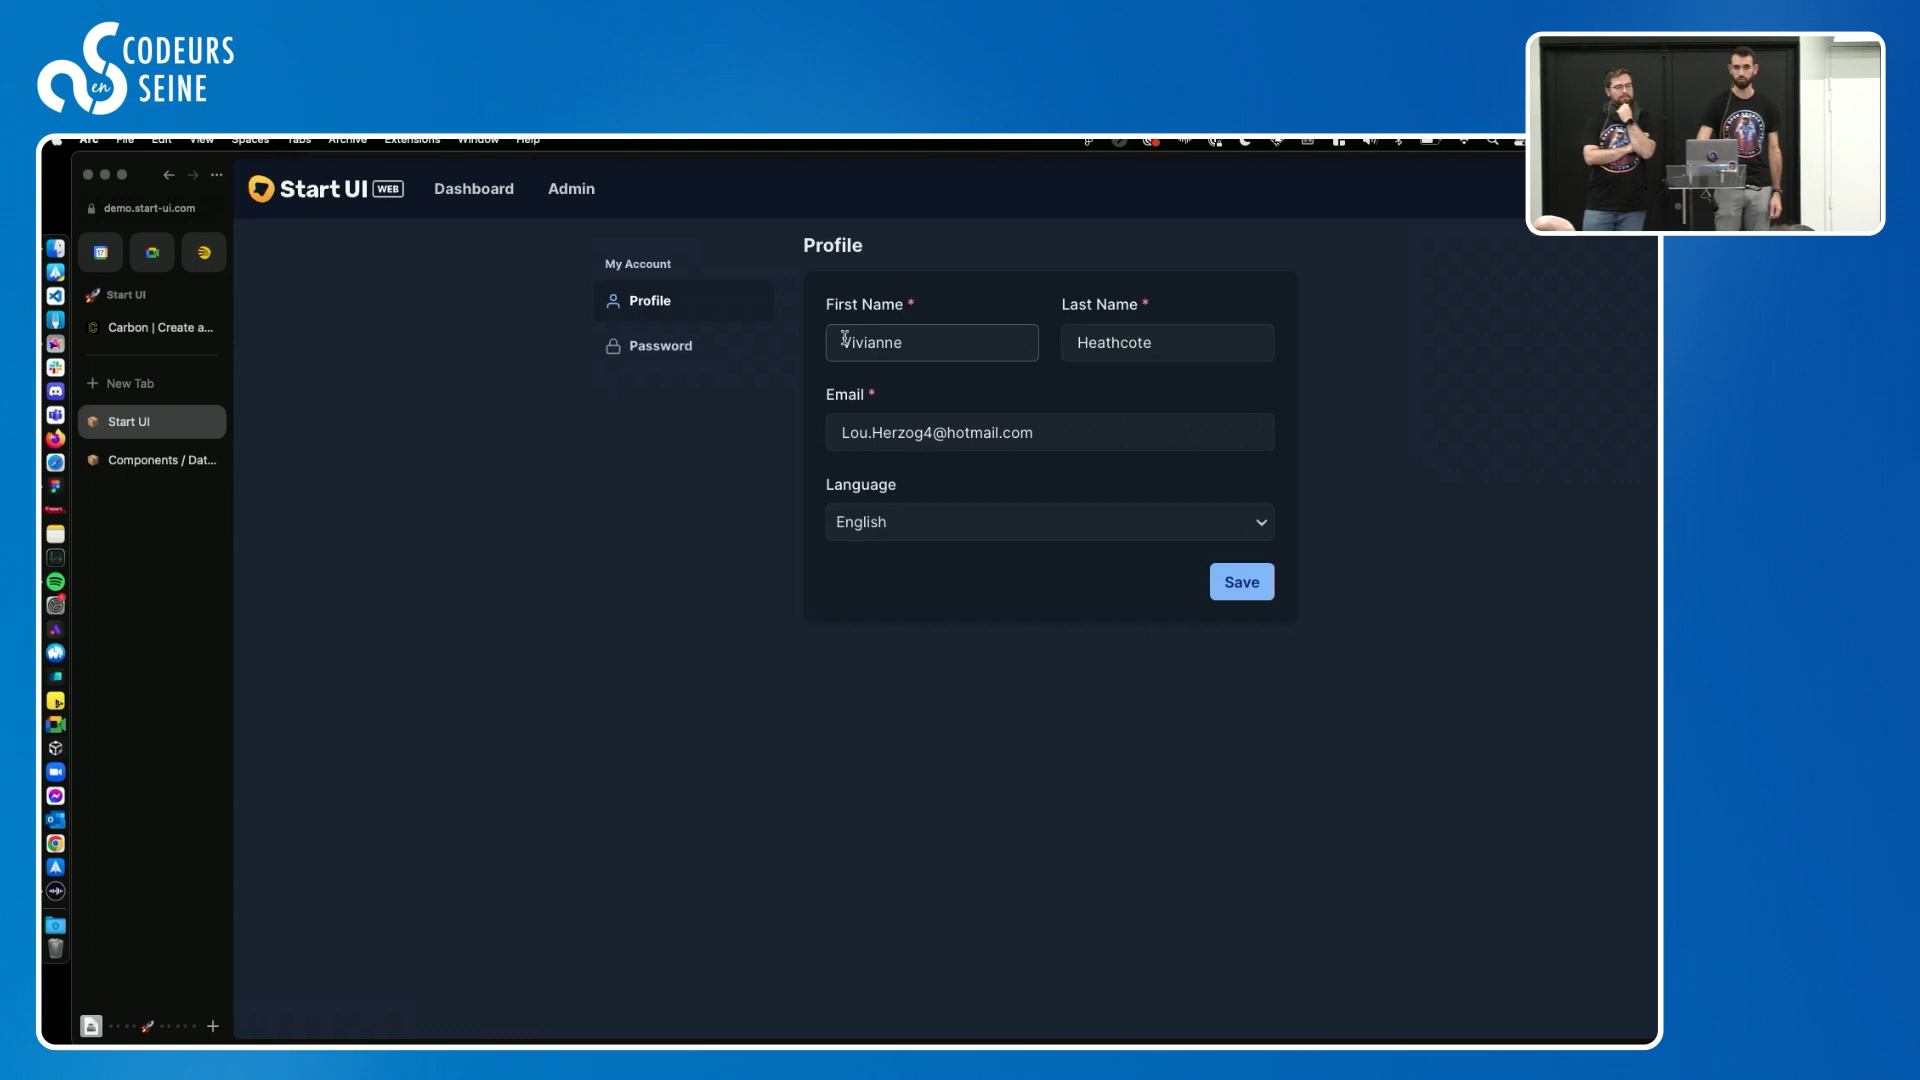 CODEURS
en
SEINE
Arc File Edit View Spaces Tabs Archive Extensions Window Help
demo.start-ui.com
17
Start UI
Carbon | Create a...
New Tab
Start UI
Components / Dat...
Start UI WEB
Dashboard
Admin
My Account
Profile
Password
Profile
First Name *
Last Name *
Vivianne
Heathcote
Email *
Lou.Herzog4@hotmail.com
Language
English
Save